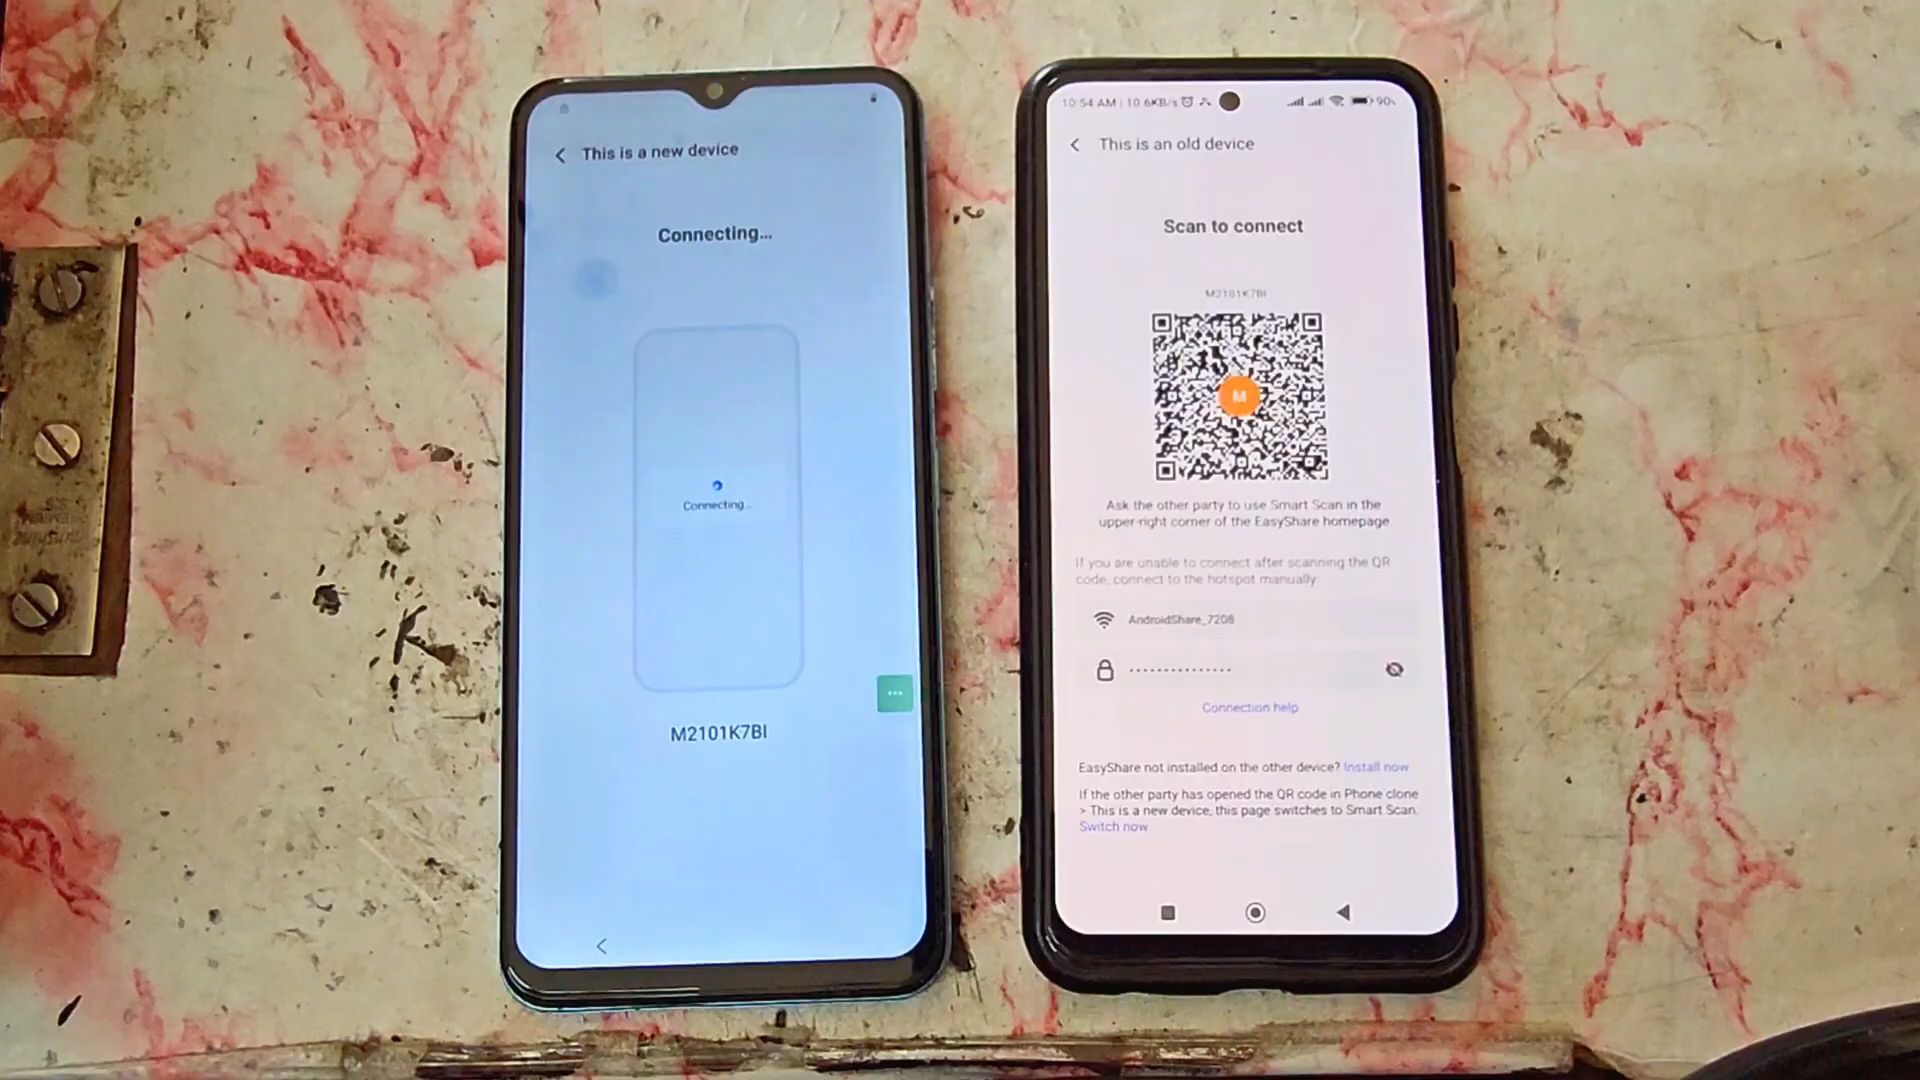 This is a new device
Connecting...
Connecting...
M2101K7BI
10:54 AM | 10.6KB/s
90
This is an old device
Scan to connect
M2101K7BI
M
Ask the other party to use Smart Scan in the
upper right corner of the EasyShare homepage
If you are unable to connect after scanning the QR
code, connect to the hotspot manually
AndroidShare_7208
Connection help
EasyShare not installed on the other device? Install now
If the other party has opened the QR code in Phone clone
> This is a new device, this page switches to Smart Scan.
Switch now
K